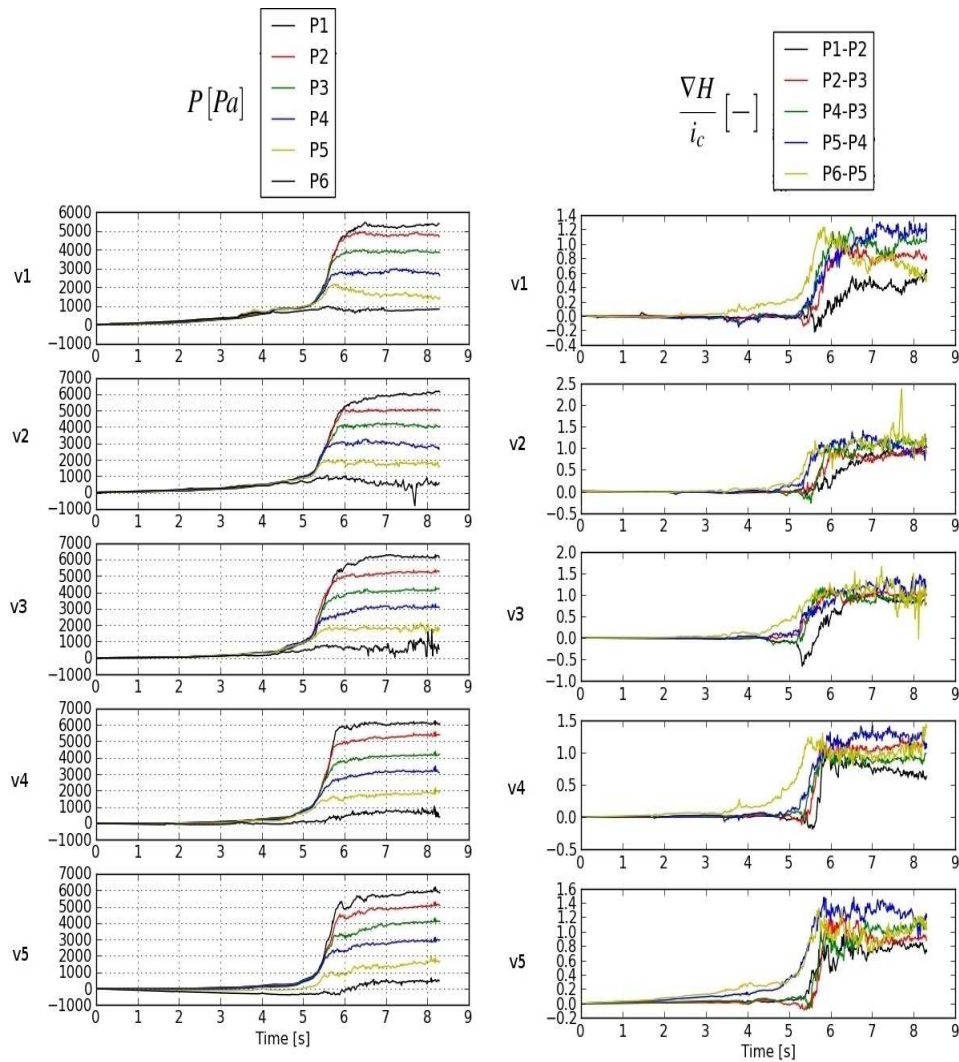 P1
P2
P3
P4
P5
P6
P [Pa]
P1-P2
P2-P3
P4-P3
P5-P4
P6-P5
∇H
i_c [−]
v1
6000
5000
4000
3000
2000
1000
0
−1000
0 1 2 3 4 5 6 7 8 9
v2
7000
6000
5000
4000
3000
2000
1000
0
−1000
0 1 2 3 4 5 6 7 8 9
v3
7000
6000
5000
4000
3000
2000
1000
0
−1000
0 1 2 3 4 5 6 7 8 9
v4
7000
6000
5000
4000
3000
2000
1000
0
−1000
0 1 2 3 4 5 6 7 8 9
v5
7000
6000
5000
4000
3000
2000
1000
0
−1000
0 1 2 3 4 5 6 7 8 9
Time [s]
v1
1.4
1.2
1.0
0.8
0.6
0.4
0.2
0.0
−0.2
−0.4
0 1 2 3 4 5 6 7 8 9
v2
2.5
2.0
1.5
1.0
0.5
0.0
−0.5
0 1 2 3 4 5 6 7 8 9
v3
2.0
1.5
1.0
0.5
0.0
−0.5
−1.0
0 1 2 3 4 5 6 7 8 9
v4
1.5
1.0
0.5
0.0
−0.5
0 1 2 3 4 5 6 7 8 9
v5
1.6
1.4
1.2
1.0
0.8
0.6
0.4
0.2
0.0
−0.2
0 1 2 3 4 5 6 7 8 9
Time [s]